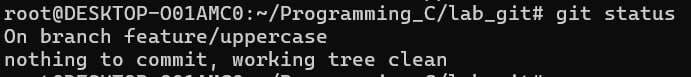 root@DESKTOP-O01AMC0:~/Programming_C/lab_git# git status
On branch feature/uppercase
nothing to commit, working tree clean